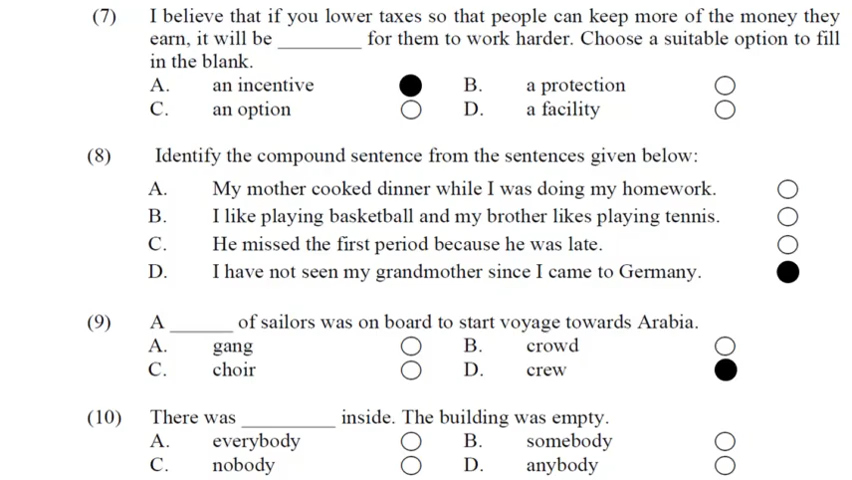 (7) I believe that if you lower taxes so that people can keep more of the money they
earn, it will be ________ for them to work harder. Choose a suitable option to fill
in the blank.
A. an incentive B. a protection
C. an option D. a facility
(8) Identify the compound sentence from the sentences given below:
A. My mother cooked dinner while I was doing my homework.
B. I like playing basketball and my brother likes playing tennis.
C. He missed the first period because he was late.
D. I have not seen my grandmother since I came to Germany.
(9) A ______ of sailors was on board to start voyage towards Arabia.
A. gang B. crowd
C. choir D. crew
(10) There was _________ inside. The building was empty.
A. everybody B. somebody
C. nobody D. anybody